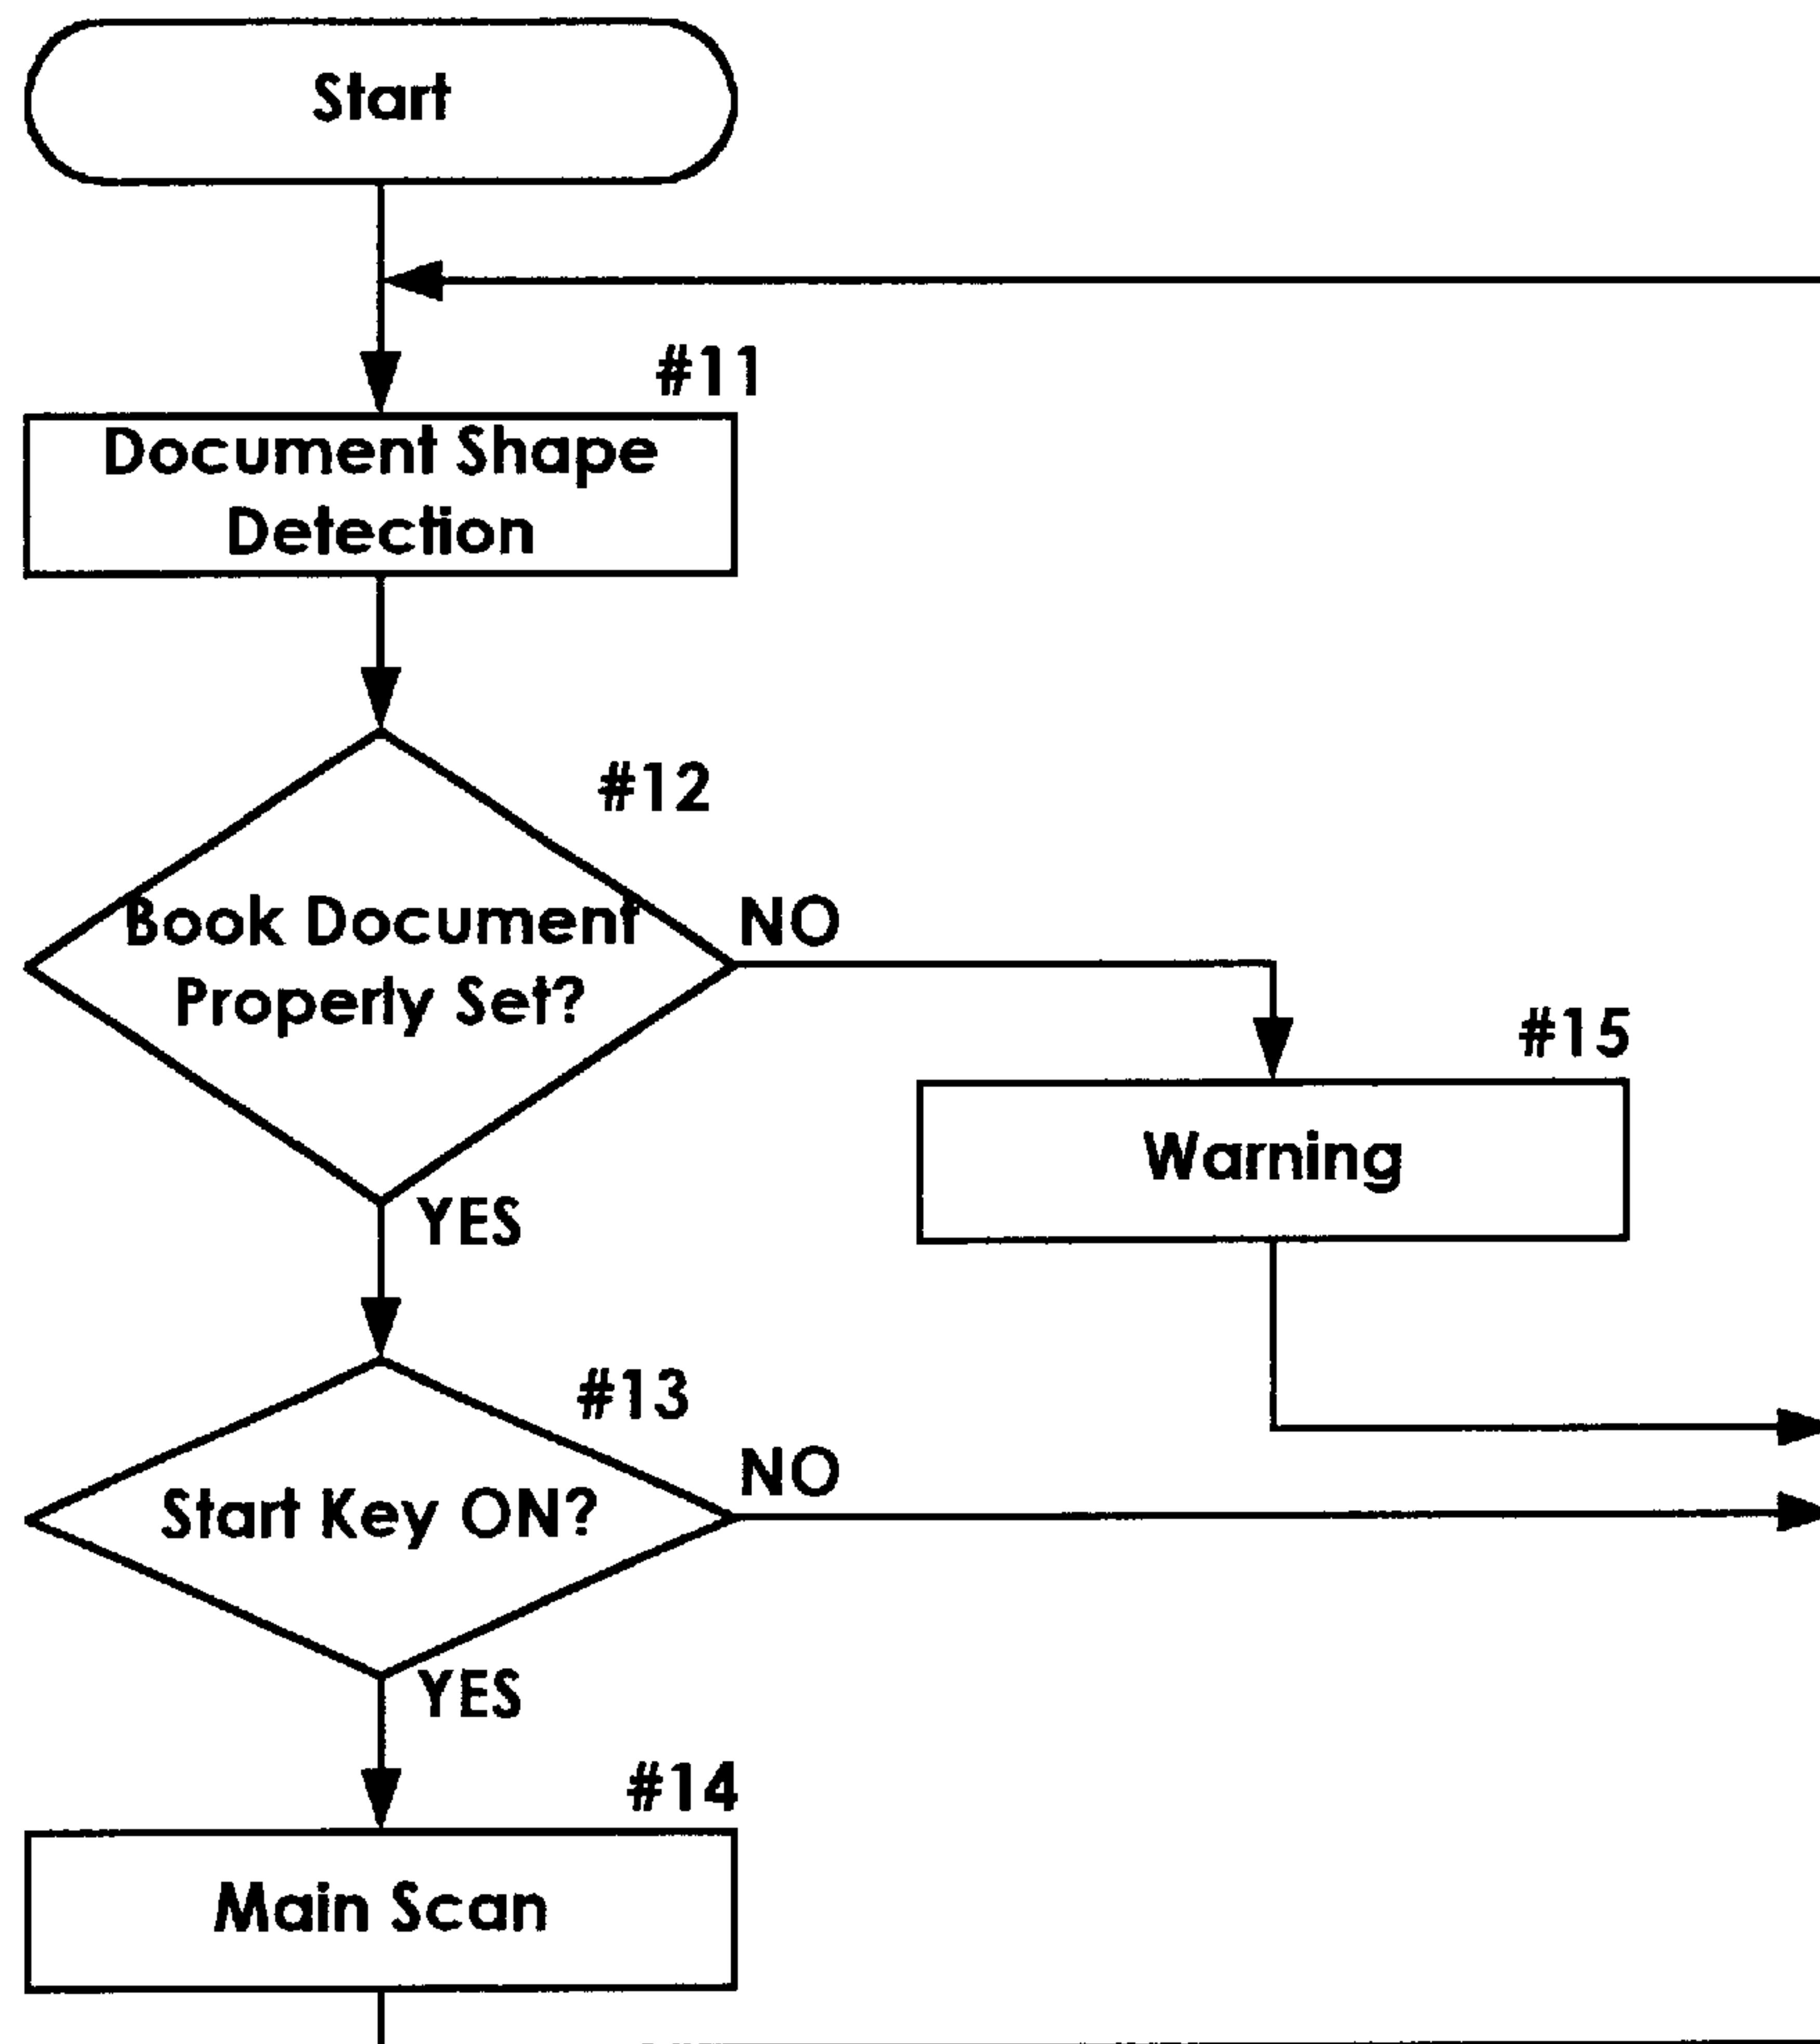 Start
#11
Document Shape
Detection
#12
Book Document
Properly Set?
NO
#15
Warning
YES
#13
NO
Start Key ON?
YES
#14
Main Scan